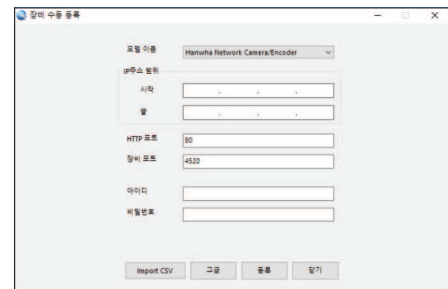 장비 수동 등록
모델 이름 Hanwha Network Camera/Encoder
IP주소 범위
시작 . . .
끝 . . .
HTTP 포트 80
장비 포트 4520
아이디
비밀번호
Import CSV 고급 등록 닫기